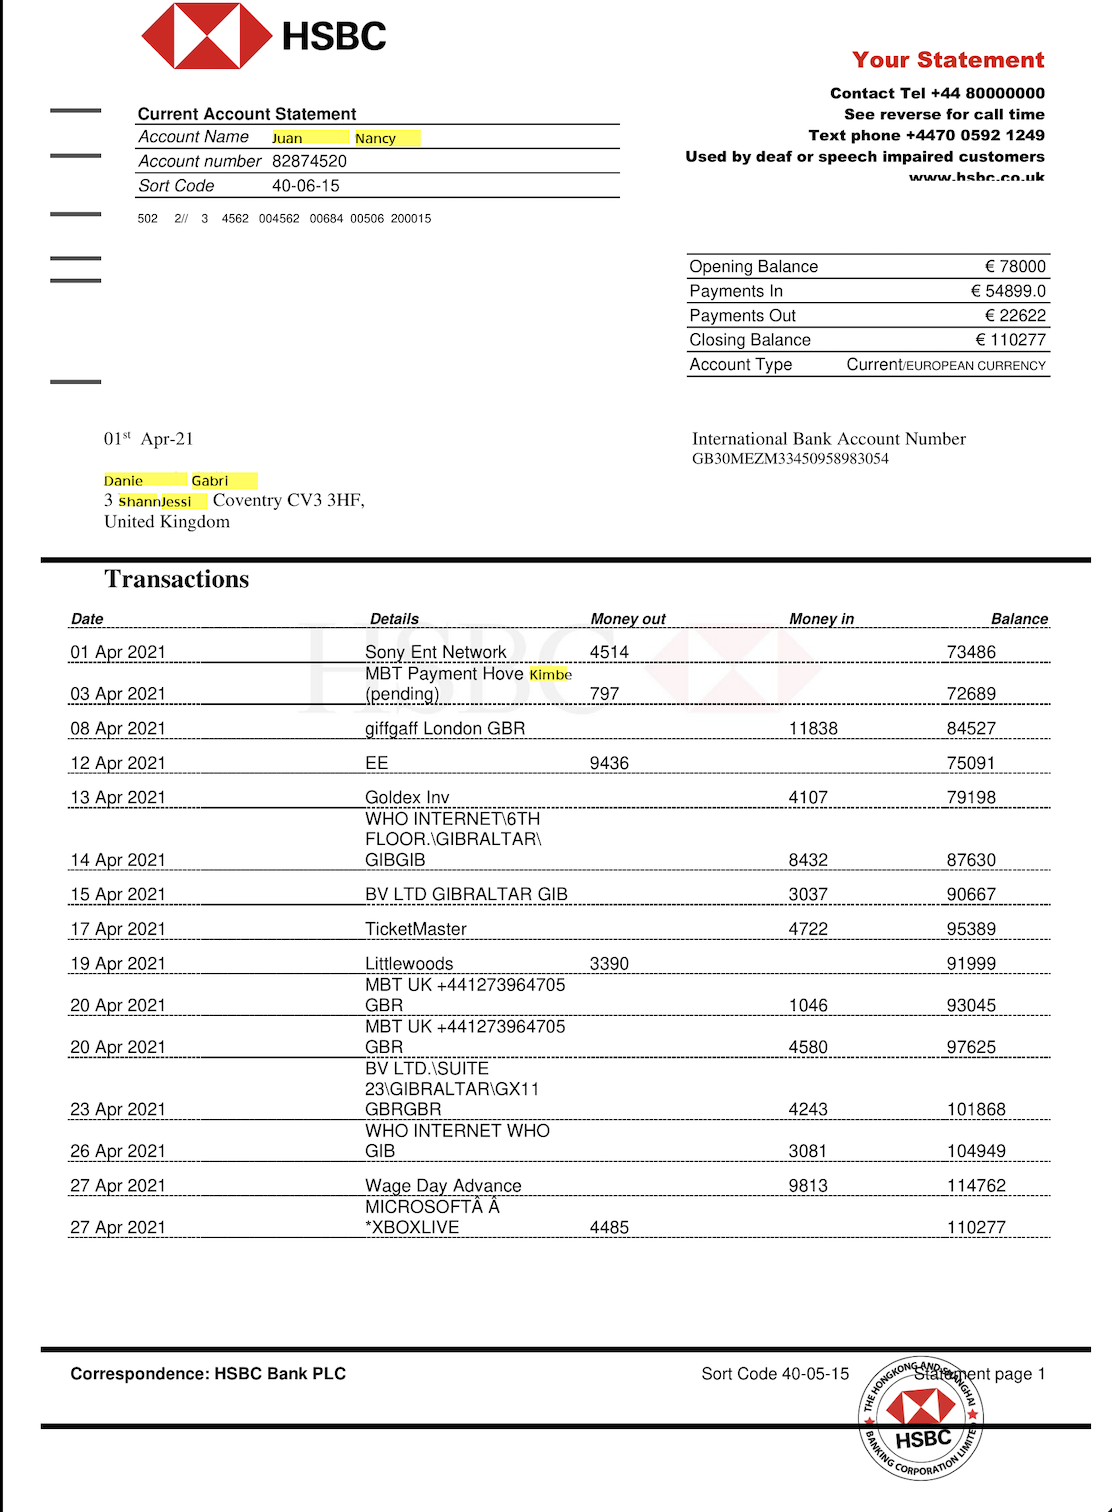 HSBC
Your Statement
Contact Tel +44 80000000
See reverse for call time
Text phone +4470 0592 1249
Used by deaf or speech impaired customers
www.hsbc.co.uk
Current Account Statement
Account Name Juan Nancy
Account number 82874520
Sort Code 40-06-15
502 2// 3 4562 004562 00684 00506 200015
Opening Balance € 78000
Payments In € 54899.0
Payments Out € 22622
Closing Balance € 110277
Account Type Current/EUROPEAN CURRENCY
01st Apr-21
International Bank Account Number
GB30MEZM33450958983054
Danie Gabri
3 ShannJessi Coventry CV3 3HF,
United Kingdom
Transactions
Date Details Money out Money in Balance
HSBC
01 Apr 2021 Sony Ent Network 4514 73486
MBT Payment Hove Kimbe
03 Apr 2021 (pending) 797 72689
08 Apr 2021 giffgaff London GBR 11838 84527
12 Apr 2021 EE 9436 75091
13 Apr 2021 Goldex Inv 4107 79198
WHO INTERNET\6TH
FLOOR.\GIBRALTAR\
14 Apr 2021 GIBGIB 8432 87630
15 Apr 2021 BV LTD GIBRALTAR GIB 3037 90667
17 Apr 2021 TicketMaster 4722 95389
19 Apr 2021 Littlewoods 3390 91999
MBT UK +441273964705
20 Apr 2021 GBR 1046 93045
MBT UK +441273964705
20 Apr 2021 GBR 4580 97625
BV LTD.\SUITE
23\GIBRALTAR\GX11
23 Apr 2021 GBRGBR 4243 101868
WHO INTERNET WHO
26 Apr 2021 GIB 3081 104949
27 Apr 2021 Wage Day Advance 9813 114762
MICROSOFTÂ Â
27 Apr 2021 *XBOXLIVE 4485 110277
Correspondence: HSBC Bank PLC Sort Code 40-05-15 Statement page 1
THE HONGKONG AND SHANGHAI
HSBC
BANKING CORPORATION LIMITED